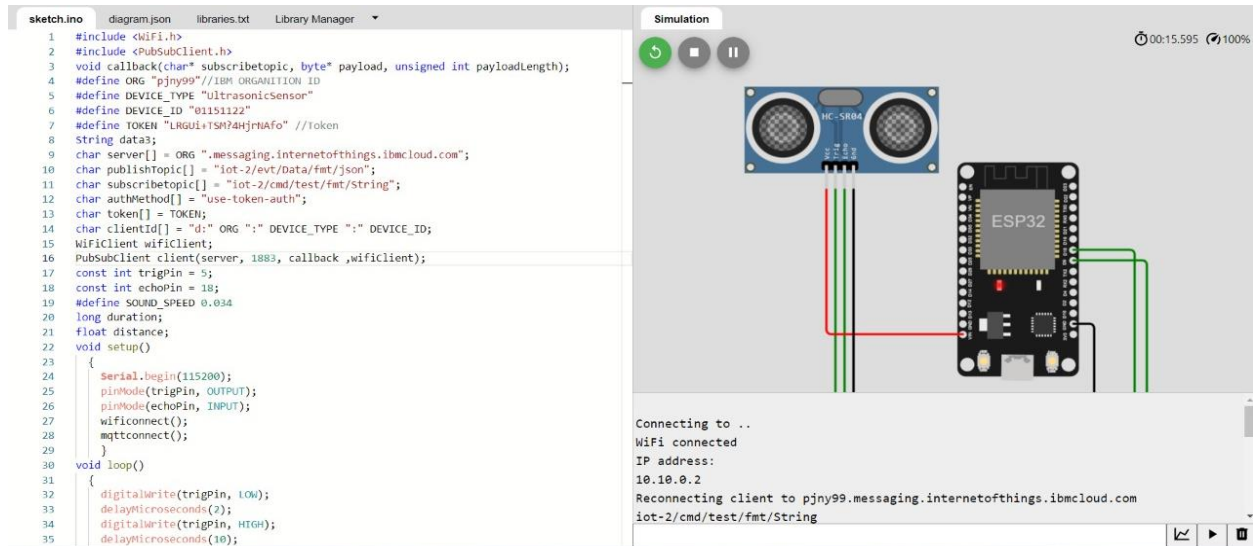 sketch.ino diagram.json libraries.txt Library Manager
1 #include <WiFi.h>
2 #include <PubSubClient.h>
3 void callback(char* subscribetopic, byte* payload, unsigned int payloadLength);
4 #define ORG "pjny99"//IBM ORGANITION ID
5 #define DEVICE_TYPE "UltrasonicSensor"
6 #define DEVICE_ID "01151122"
7 #define TOKEN "LRGUi+TSM?4HjrNAfo" //Token
8 String data3;
9 char server[] = ORG ".messaging.internetofthings.ibmcloud.com";
10 char publishTopic[] = "iot-2/evt/Data/fmt/json";
11 char subscribetopic[] = "iot-2/cmd/test/fmt/String";
12 char authMethod[] = "use-token-auth";
13 char token[] = TOKEN;
14 char clientId[] = "d:" ORG ":" DEVICE_TYPE ":" DEVICE_ID;
15 WiFiClient wifiClient;
16 PubSubClient client(server, 1883, callback ,wifiClient);
17 const int trigPin = 5;
18 const int echoPin = 18;
19 #define SOUND_SPEED 0.034
20 long duration;
21 float distance;
22 void setup()
23 {
24 Serial.begin(115200);
25 pinMode(trigPin, OUTPUT);
26 pinMode(echoPin, INPUT);
27 wificonnect();
28 mqttconnect();
29 }
30 void loop()
31 {
32 digitalWrite(trigPin, LOW);
33 delayMicroseconds(2);
34 digitalWrite(trigPin, HIGH);
35 delayMicroseconds(10);
Simulation
00:15.595 100%
HC-SR04
Vcc
Trig
Echo
Gnd
ESP32
Connecting to ..
WiFi connected
IP address:
10.10.0.2
Reconnecting client to pjny99.messaging.internetofthings.ibmcloud.com
iot-2/cmd/test/fmt/String